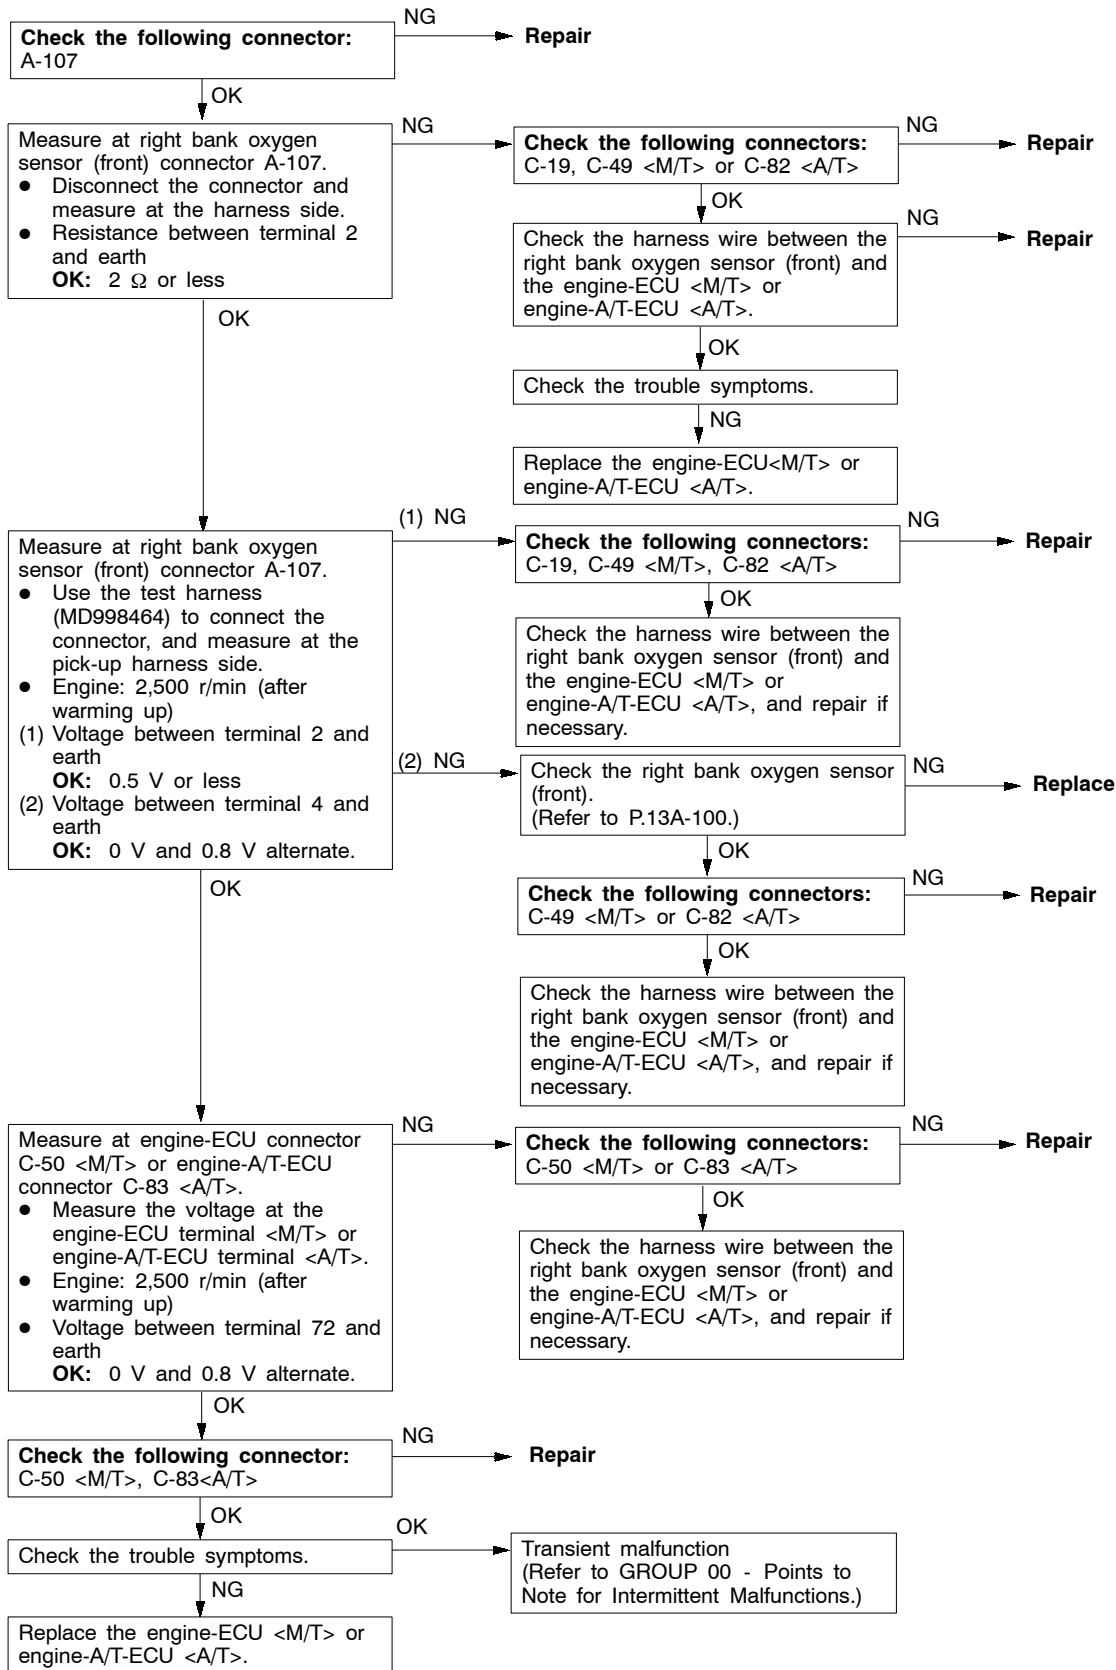 Check the following connector:
A-107
NG
Repair
OK
Measure at right bank oxygen
sensor (front) connector A-107.
● Disconnect the connector and
measure at the harness side.
● Resistance between terminal 2
and earth
OK: 2 Ω or less
NG
Check the following connectors:
C-19, C-49 <M/T> or C-82 <A/T>
NG
Repair
OK
Check the harness wire between the
right bank oxygen sensor (front) and
the engine-ECU <M/T> or
engine-A/T-ECU <A/T>.
NG
Repair
OK
Check the trouble symptoms.
NG
Replace the engine-ECU<M/T> or
engine-A/T-ECU <A/T>.
OK
Measure at right bank oxygen
sensor (front) connector A-107.
● Use the test harness
(MD998464) to connect the
connector, and measure at the
pick-up harness side.
● Engine: 2,500 r/min (after
warming up)
(1) Voltage between terminal 2 and
earth
OK: 0.5 V or less
(2) Voltage between terminal 4 and
earth
OK: 0 V and 0.8 V alternate.
(1) NG
Check the following connectors:
C-19, C-49 <M/T>, C-82 <A/T>
NG
Repair
OK
Check the harness wire between the
right bank oxygen sensor (front) and
the engine-ECU <M/T> or
engine-A/T-ECU <A/T>, and repair if
necessary.
(2) NG
Check the right bank oxygen sensor
(front).
(Refer to P.13A-100.)
NG
Replace
OK
Check the following connectors:
C-49 <M/T> or C-82 <A/T>
NG
Repair
OK
Check the harness wire between the
right bank oxygen sensor (front) and
the engine-ECU <M/T> or
engine-A/T-ECU <A/T>, and repair if
necessary.
OK
Measure at engine-ECU connector
C-50 <M/T> or engine-A/T-ECU
connector C-83 <A/T>.
● Measure the voltage at the
engine-ECU terminal <M/T> or
engine-A/T-ECU terminal <A/T>.
● Engine: 2,500 r/min (after
warming up)
● Voltage between terminal 72 and
earth
OK: 0 V and 0.8 V alternate.
NG
Check the following connectors:
C-50 <M/T> or C-83 <A/T>
NG
Repair
OK
Check the harness wire between the
right bank oxygen sensor (front) and
the engine-ECU <M/T> or
engine-A/T-ECU <A/T>, and repair if
necessary.
OK
Check the following connector:
C-50 <M/T>, C-83<A/T>
NG
Repair
OK
Check the trouble symptoms.
OK
Transient malfunction
(Refer to GROUP 00 - Points to
Note for Intermittent Malfunctions.)
NG
Replace the engine-ECU <M/T> or
engine-A/T-ECU <A/T>.